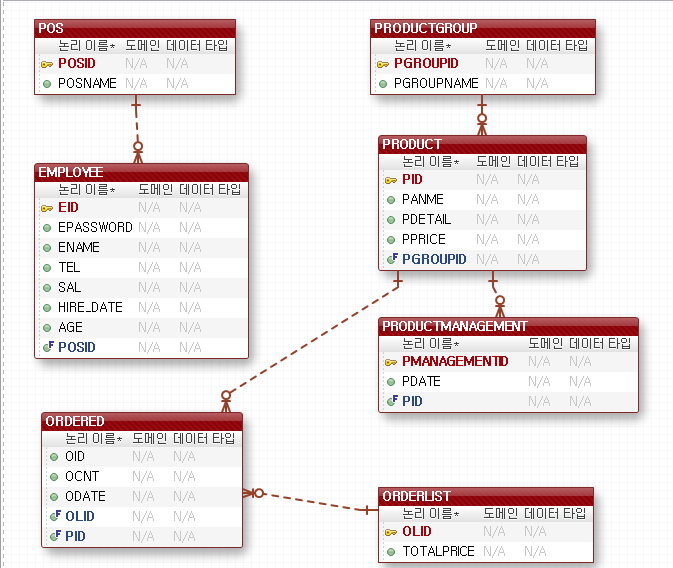 POS
논리 이름* 도메인 데이터 타입
POSID N/A N/A
POSNAME N/A N/A
PRODUCTGROUP
논리 이름* 도메인 데이터 타입
PGROUPID N/A N/A
PGROUPNAME N/A N/A
EMPLOYEE
논리 이름* 도메인 데이터 타입
EID N/A N/A
EPASSWORD N/A N/A
ENAME N/A N/A
TEL N/A N/A
SAL N/A N/A
HIRE_DATE N/A N/A
AGE N/A N/A
POSID N/A N/A
PRODUCT
논리 이름* 도메인 데이터 타입
PID N/A N/A
PANME N/A N/A
PDETAIL N/A N/A
PPRICE N/A N/A
PGROUPID N/A N/A
PRODUCTMANAGEMENT
논리 이름* 도메인 데이터 타입
PMANAGEMENTID N/A N/A
PDATE N/A N/A
PID N/A N/A
ORDERED
논리 이름* 도메인 데이터 타입
OID N/A N/A
OCNT N/A N/A
ODATE N/A N/A
OLID N/A N/A
PID N/A N/A
ORDERLIST
논리 이름* 도메인 데이터 타입
OLID N/A N/A
TOTALPRICE N/A N/A